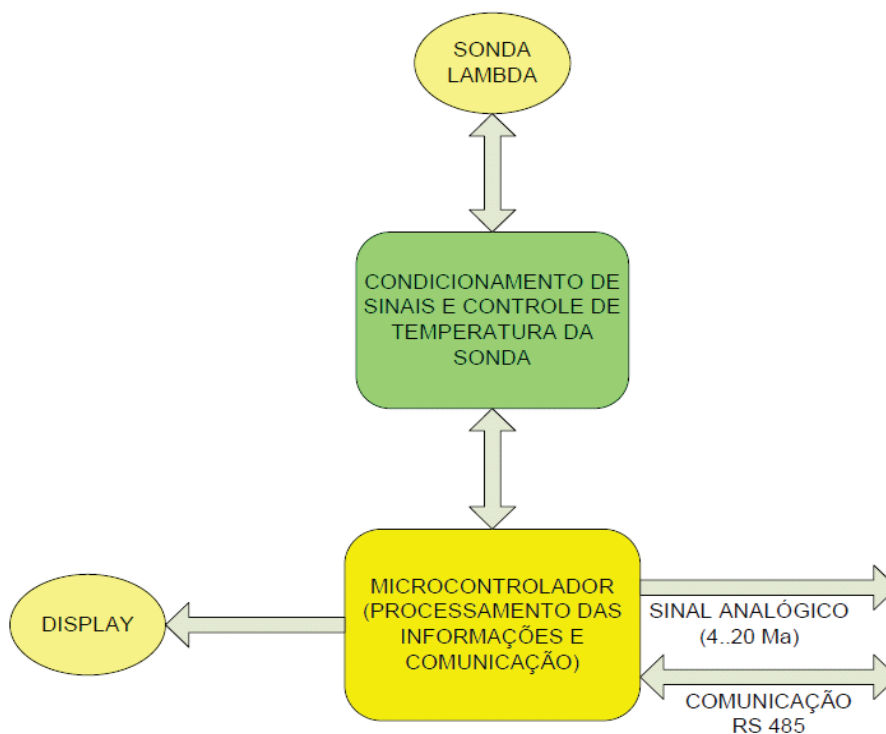 SONDA
LAMBDA
CONDICIONAMENTO DE
SINAIS E CONTROLE DE
TEMPERATURA DA
SONDA
MICROCONTROLADOR
(PROCESSAMENTO DAS
INFORMAÇÕES E
COMUNICAÇÃO)
DISPLAY
SINAL ANALÓGICO
(4..20 Ma)
COMUNICAÇÃO
RS 485